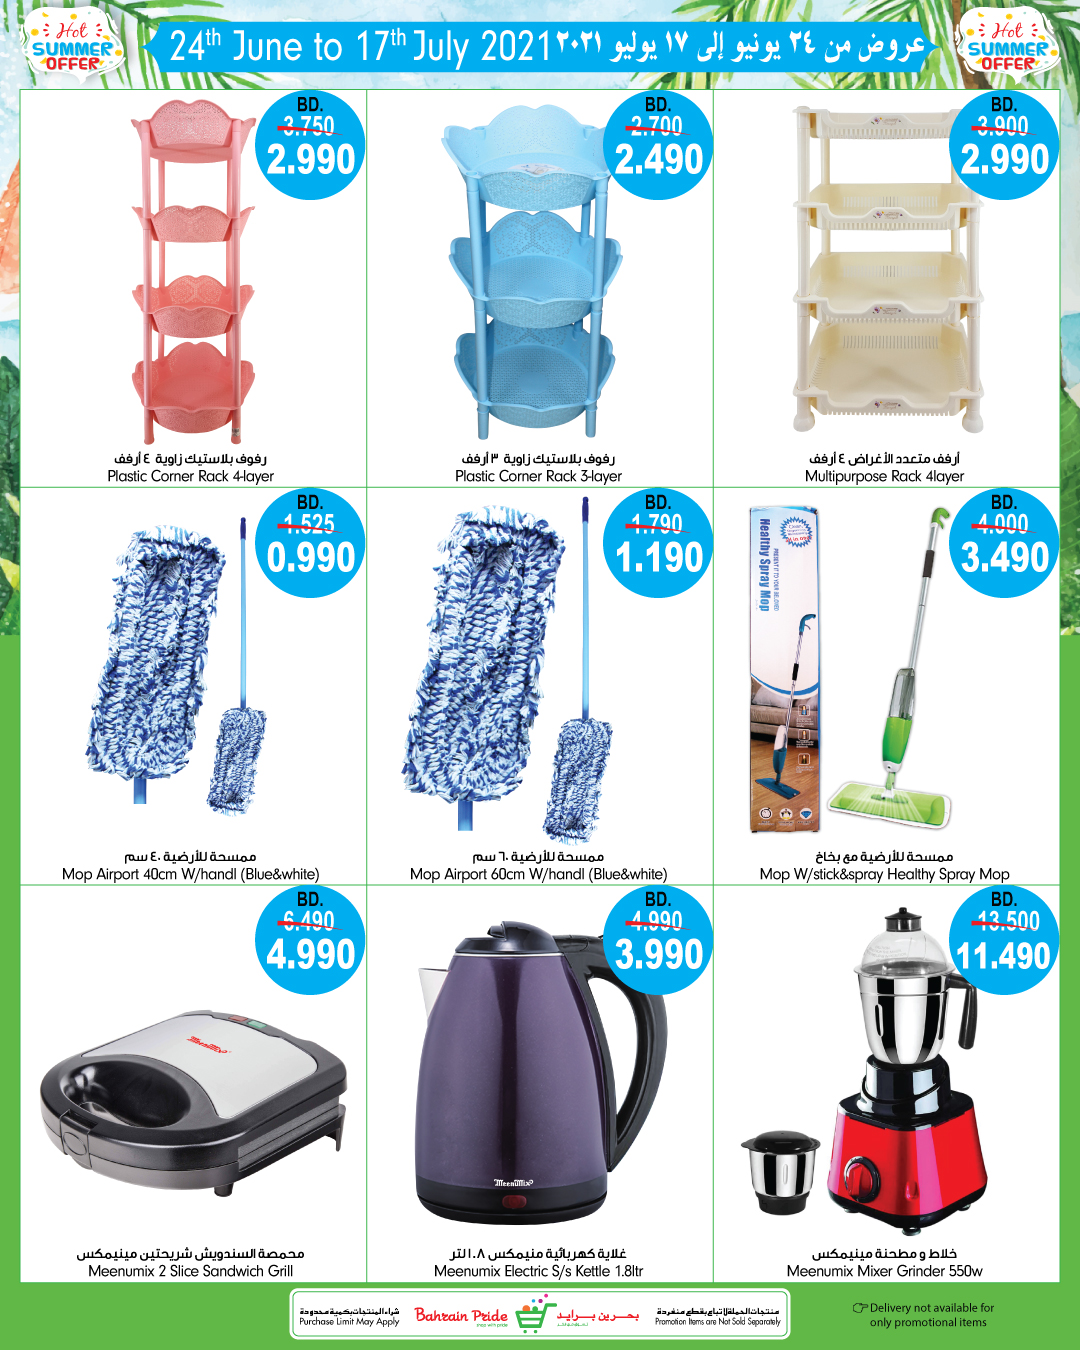 Hot
SUMMER
OFFER
24th June to 17th July 2021 عروض من ٢٤ يونيو إلى ١٧ يوليو ٢٠٢١
Hot
SUMMER
OFFER
BD.
3.750
2.990
رفوف بلاستيك زاوية ٤ أرفف
Plastic Corner Rack 4-layer
BD.
2.700
2.490
رفوف بلاستيك زاوية ٣ أرفف
Plastic Corner Rack 3-layer
BD.
3.900
2.990
أرفف متعدد الأغراض ٤ أرفف
Multipurpose Rack 4layer
BD.
1.525
0.990
ممسحة للأرضية ٤٠ سم
Mop Airport 40cm W/handl (Blue&white)
BD.
1.790
1.190
ممسحة للأرضية ٦٠ سم
Mop Airport 60cm W/handl (Blue&white)
BD.
4.000
3.490
Healthy Spray Mop
ممسحة للأرضية مع بخاخ
Mop W/stick&spray Healthy Spray Mop
BD.
6.490
4.990
MeenuMix
محمصة السندويش شريحتين مينيمكس
Meenumix 2 Slice Sandwich Grill
BD.
4.990
3.990
MeenuMix
غلاية كهربائية منيمكس ١.٨ لتر
Meenumix Electric S/s Kettle 1.8ltr
BD.
13.500
11.490
خلاط و مطحنة مينيمكس
Meenumix Mixer Grinder 550w
شراء المنتجات بكمية محدودة
Purchase Limit May Apply
Bahrain Pride
shop with pride
بحرين برايد
منتجات الحملة لا تباع بقطع منفردة
Promotion Items are Not Sold Separately
Delivery not available for
only promotional items